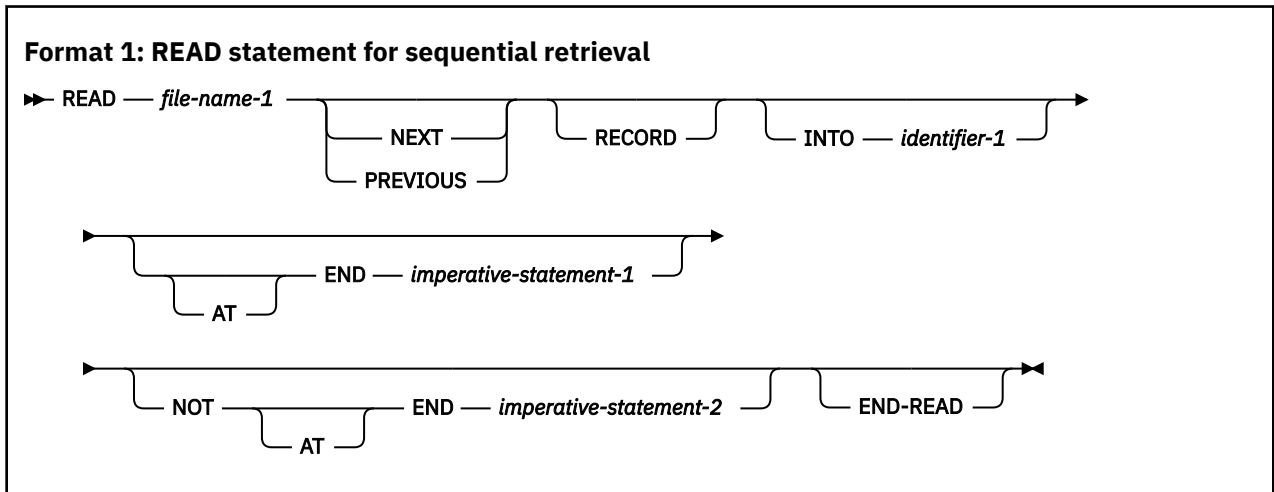 Format 1: READ statement for sequential retrieval
READ file-name-1
NEXT RECORD INTO identifier-1
PREVIOUS
END imperative-statement-1
AT
NOT END imperative-statement-2 END-READ
AT